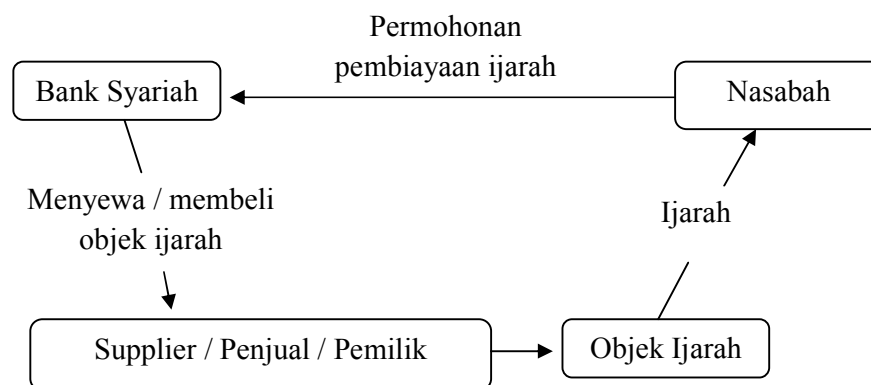 Permohonan
pembiayaan ijarah
Bank Syariah
Nasabah
Menyewa / membeli
objek ijarah
Ijarah
Supplier / Penjual / Pemilik
Objek Ijarah